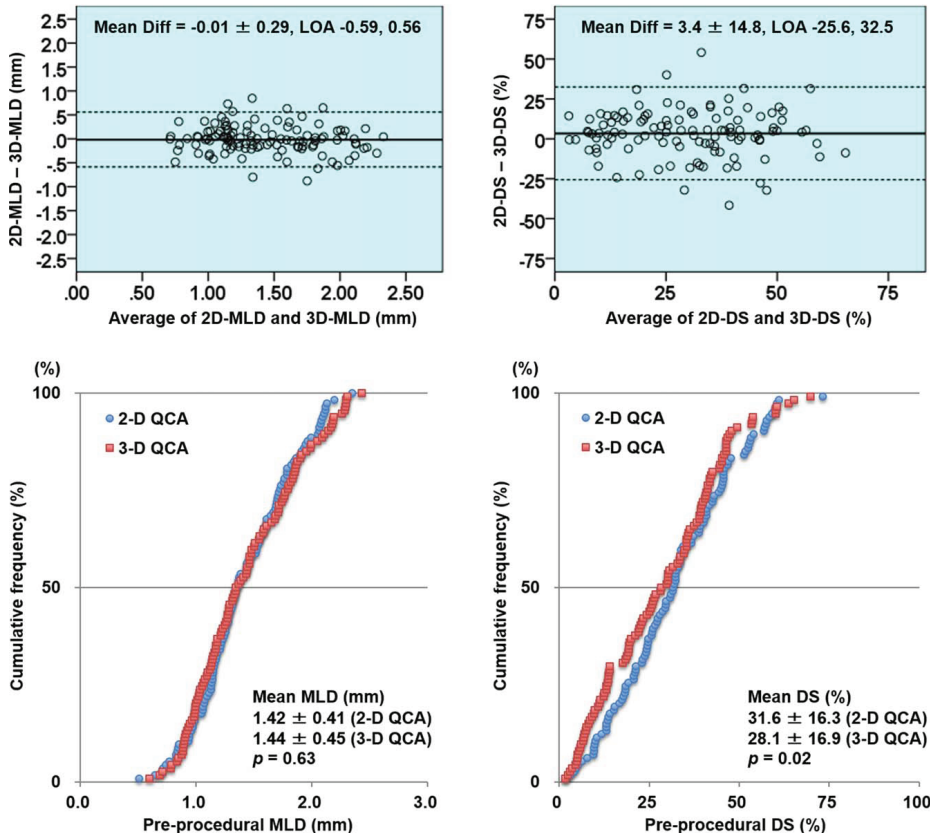 Mean Diff = -0.01 ± 0.29, LOA -0.59, 0.56
2D-MLD – 3D-MLD (mm)
2.5
2.0
1.5
1.0
.5
.0
-.5
-1.0
-1.5
-2.0
-2.5
.00 .50 1.00 1.50 2.00 2.50
Average of 2D-MLD and 3D-MLD (mm)
Mean Diff = 3.4 ± 14.8, LOA -25.6, 32.5
2D-DS – 3D-DS (%)
75
50
25
0
-25
-50
-75
0 25 50 75
Average of 2D-DS and 3D-DS (%)
(%)
100
50
0
Cumulative frequency (%)
2-D QCA
3-D QCA
Mean MLD (mm)
1.42 ± 0.41 (2-D QCA)
1.44 ± 0.45 (3-D QCA)
p = 0.63
0.0 1.0 2.0 3.0
Pre-procedural MLD (mm)
(%)
100
50
0
Cumulative frequency (%)
2-D QCA
3-D QCA
Mean DS (%)
31.6 ± 16.3 (2-D QCA)
28.1 ± 16.9 (3-D QCA)
p = 0.02
0 25 50 75 100
Pre-procedural DS (%)